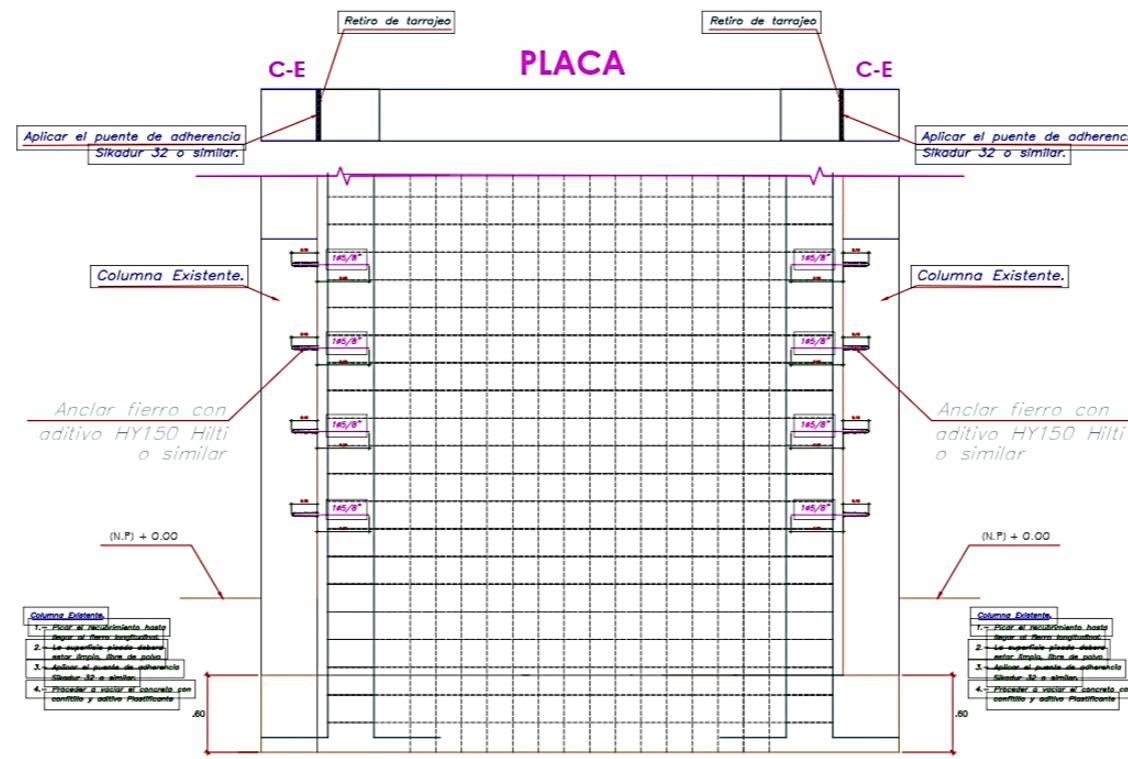 Retiro de tarrajeo
Retiro de tarrajeo
C-E
PLACA
C-E
Aplicar el puente de adherencia
Sikadur 32 o similar.
Aplicar el puente de adherenci
Sikadur 32 o similar.
1ø5/8"
1ø5/8"
Columna Existente.
Columna Existente.
1ø5/8"
1ø5/8"
Anclar fierro con
aditivo HY150 Hilti
o similar
Anclar fierro con
aditivo HY150 Hilti
o similar
1ø5/8"
1ø5/8"
1ø5/8"
1ø5/8"
(N.P) + 0.00
(N.P) + 0.00
Columna Existente.
1.- Picar el recubrimiento hasta
llegar al fierro longitudinal.
2.- La superficie picada deberá
estar limpia, libre de polvo
3.- Aplicar el puente de adherencia
Sikadur 32 o similar.
4.- Proceder a vaciar el concreto con
confitillo y aditivo Plastificante
.60
Columna Existente.
1.- Picar el recubrimiento hasta
llegar al fierro longitudinal.
2.- La superficie picada deberá
estar limpia, libre de polvo
3.- Aplicar el puente de adherencia
Sikadur 32 o similar.
4.- Proceder a vaciar el concreto co
confitillo y aditivo Plastificante
.60